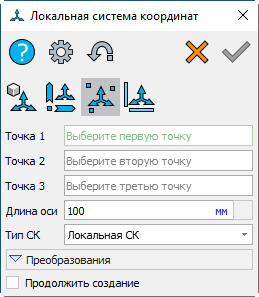 Локальная система координат
Точка 1 Выберите первую точку
Точка 2 Выберите вторую точку
Точка 3 Выберите третью точку
Длина оси 100 мм
Тип СК Локальная СК
Преобразования
Продолжить создание